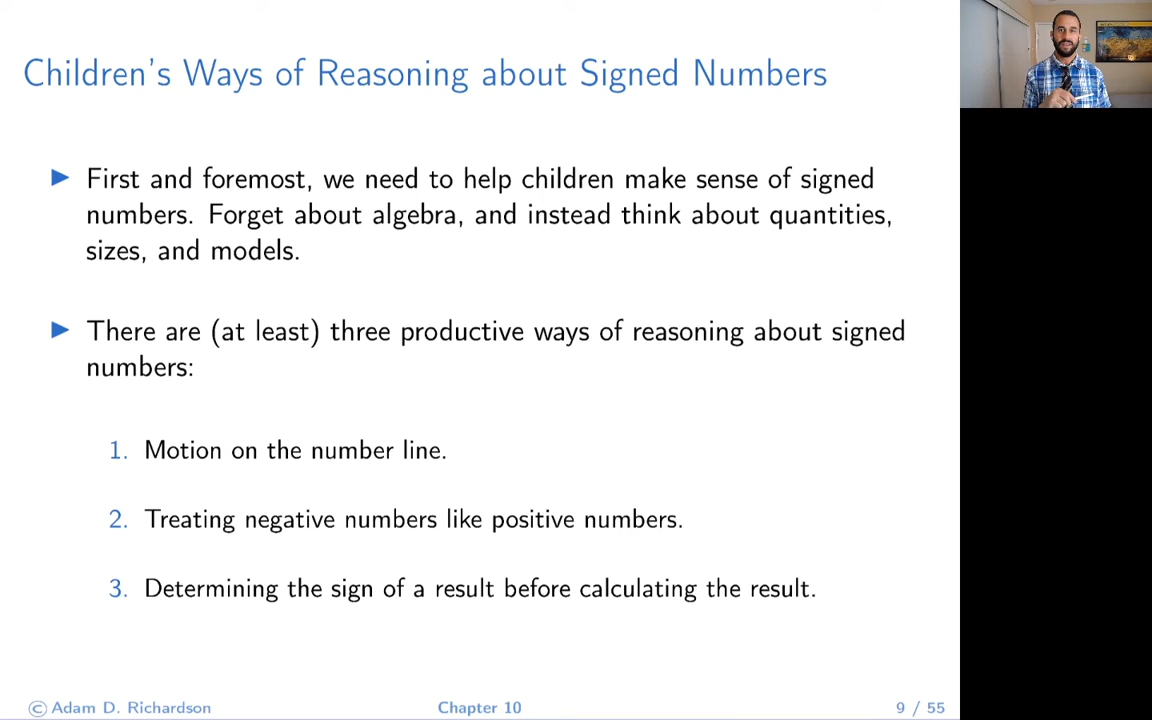 Children's Ways of Reasoning about Signed Numbers
▶ First and foremost, we need to help children make sense of signed
numbers. Forget about algebra, and instead think about quantities,
sizes, and models.
▶ There are (at least) three productive ways of reasoning about signed
numbers:
1. Motion on the number line.
2. Treating negative numbers like positive numbers.
3. Determining the sign of a result before calculating the result.
© Adam D. Richardson Chapter 10 9 / 55